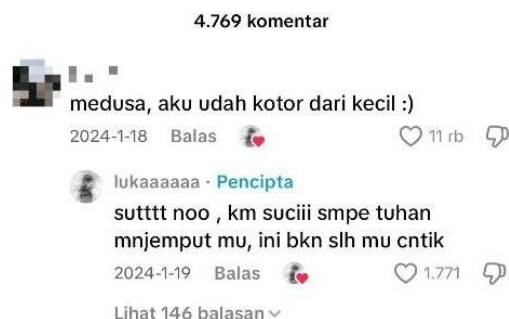 4.769 komentar
medusa, aku udah kotor dari kecil :)
2024-1-18 Balas 11 rb
lukaaaaaa · Pencipta
sutttt noo , km suciii smpe tuhan
mnjemput mu, ini bkn slh mu cntik
2024-1-19 Balas 1.771
Lihat 146 balasan